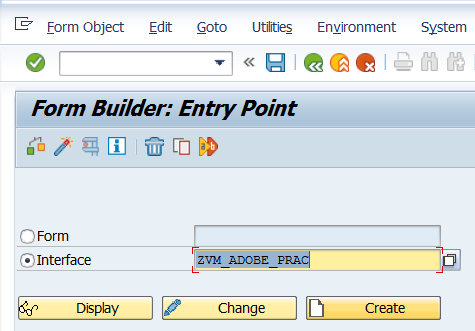 Form Object Edit Goto Utilities Environment System
Form Builder: Entry Point
Form
Interface ZVM_ADOBE_PRAC
Display Change Create